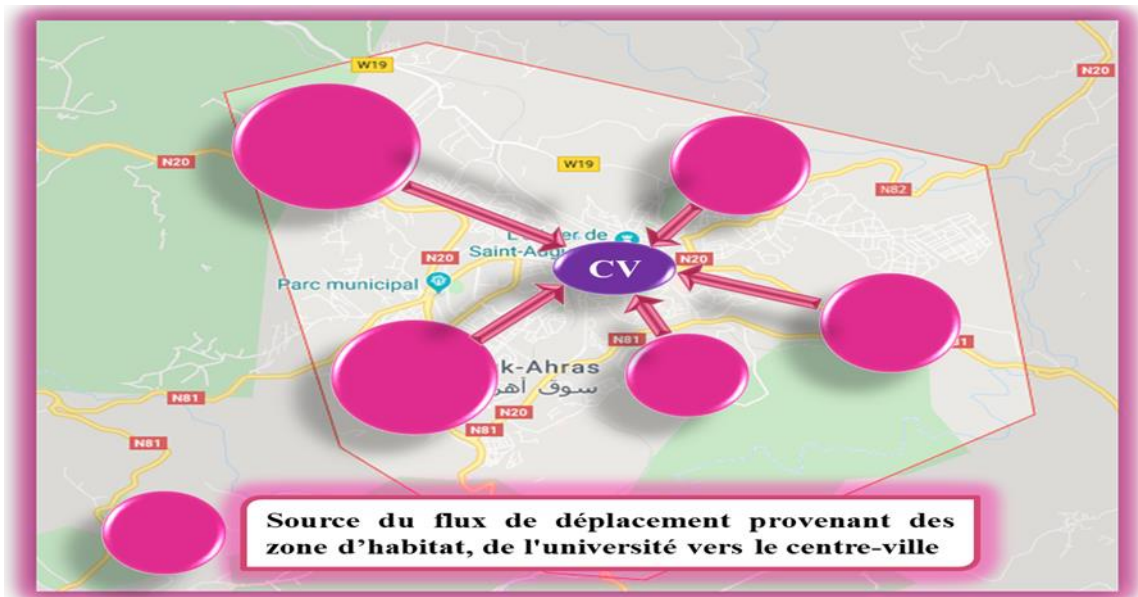 W19
N20
N20
W19
N82
de
Saint-Aug
CV
N20
N20
Parc municipal
N81
81
k-Ahras
سوق أهر
N81
N20
N81
N81
Source du flux de déplacement provenant des
zone d'habitat, de l'université vers le centre-ville